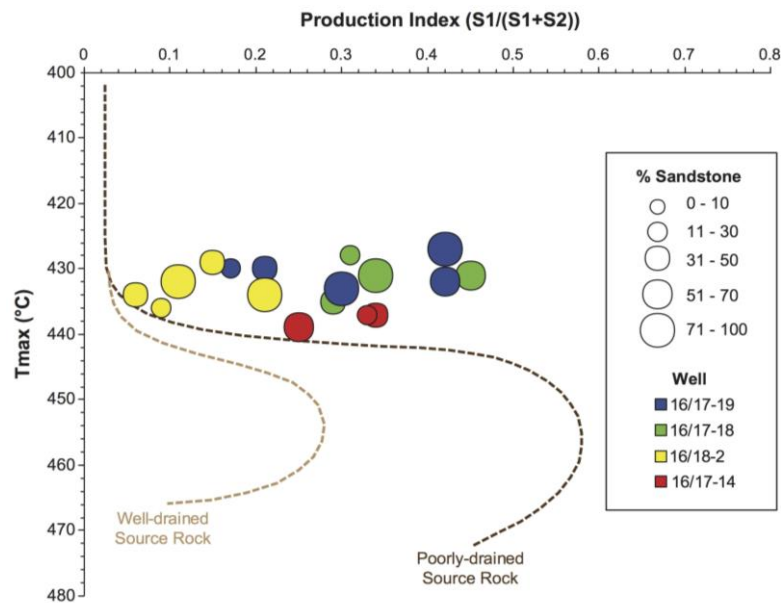 Production Index (S1/(S1+S2))
0
0.1
0.2
0.3
0.4
0.5
0.6
0.7
0.8
400
410
420
430
440
450
460
470
480
Tmax (°C)
% Sandstone
0 - 10
11 - 30
31 - 50
51 - 70
71 - 100
Well
16/17-19
16/17-18
16/18-2
16/17-14
Well-drained
Source Rock
Poorly-drained
Source Rock